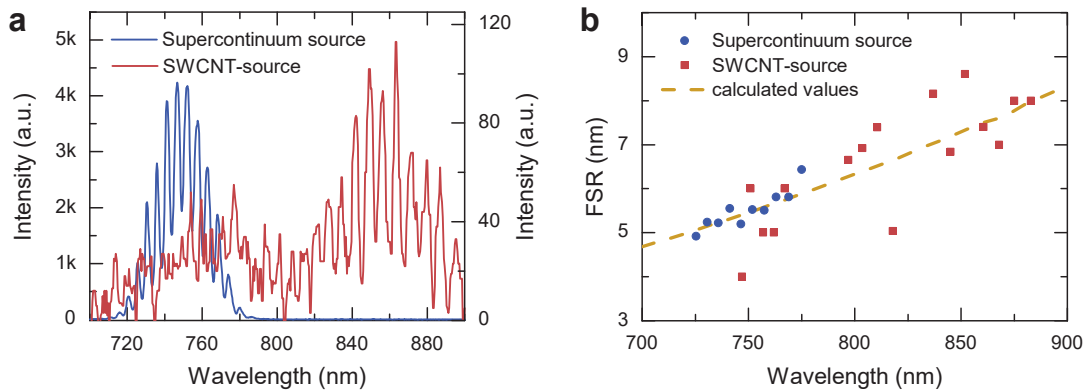 a
Intensity (a.u.)
5k
4k
3k
2k
1k
0
Supercontinuum source
SWCNT-source
120
80
40
0
Intensity (a.u.)
720 760 800 840 880
Wavelength (nm)
b
FSR (nm)
9
7
5
3
Supercontinuum source
SWCNT-source
calculated values
700 750 800 850 900
Wavelength (nm)